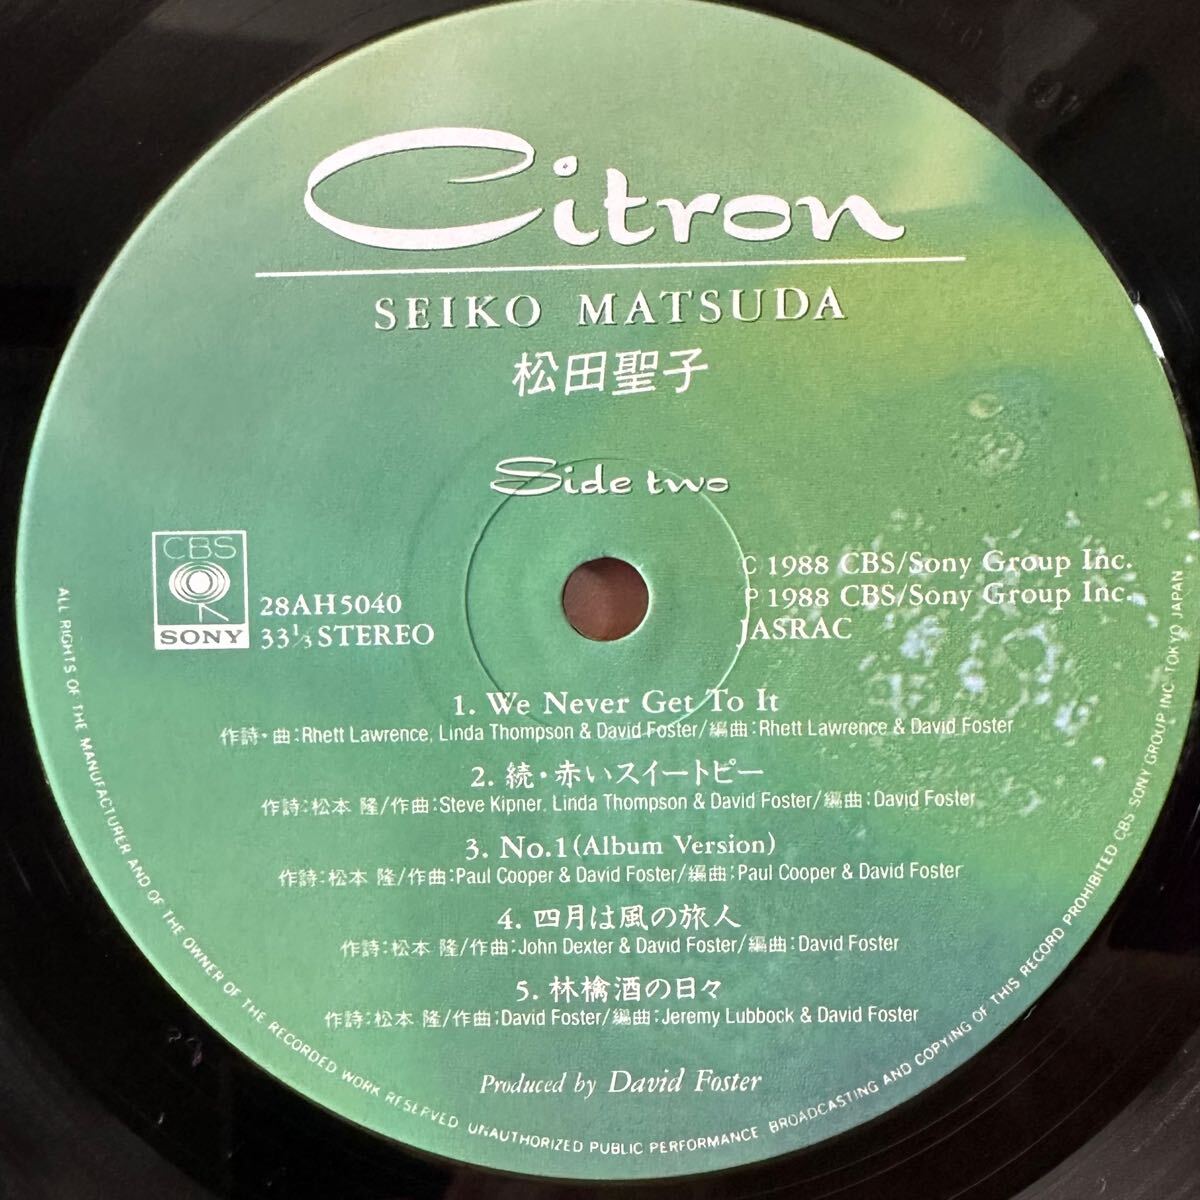 Citron
SEIKO MATSUDA
松田聖子
Side two
CBS
SONY
28AH5040
33⅓ STEREO
C 1988 CBS/Sony Group Inc.
P 1988 CBS/Sony Group Inc.
JASRAC
1. We Never Get To It
作詩・曲:Rhett Lawrence, Linda Thompson & David Foster/編曲:Rhett Lawrence & David Foster
2. 続・赤いスイートピー
作詩:松本 隆/作曲:Steve Kipner, Linda Thompson & David Foster/編曲:David Foster
3. No.1 (Album Version)
作詩:松本 隆/作曲:Paul Cooper & David Foster/編曲:Paul Cooper & David Foster
4. 四月は風の旅人
作詩:松本 隆/作曲:John Dexter & David Foster/編曲:David Foster
5. 林檎酒の日々
作詩:松本 隆/作曲:David Foster/編曲:Jeremy Lubbock & David Foster
Produced by David Foster
ALL RIGHTS OF THE MANUFACTURER AND OF THE OWNER OF THE RECORDED WORK RESERVED UNAUTHORIZED PUBLIC PERFORMANCE BROADCASTING AND COPYING OF THIS RECORD PROHIBITED CBS SONY GROUP INC. TOKYO JAPAN